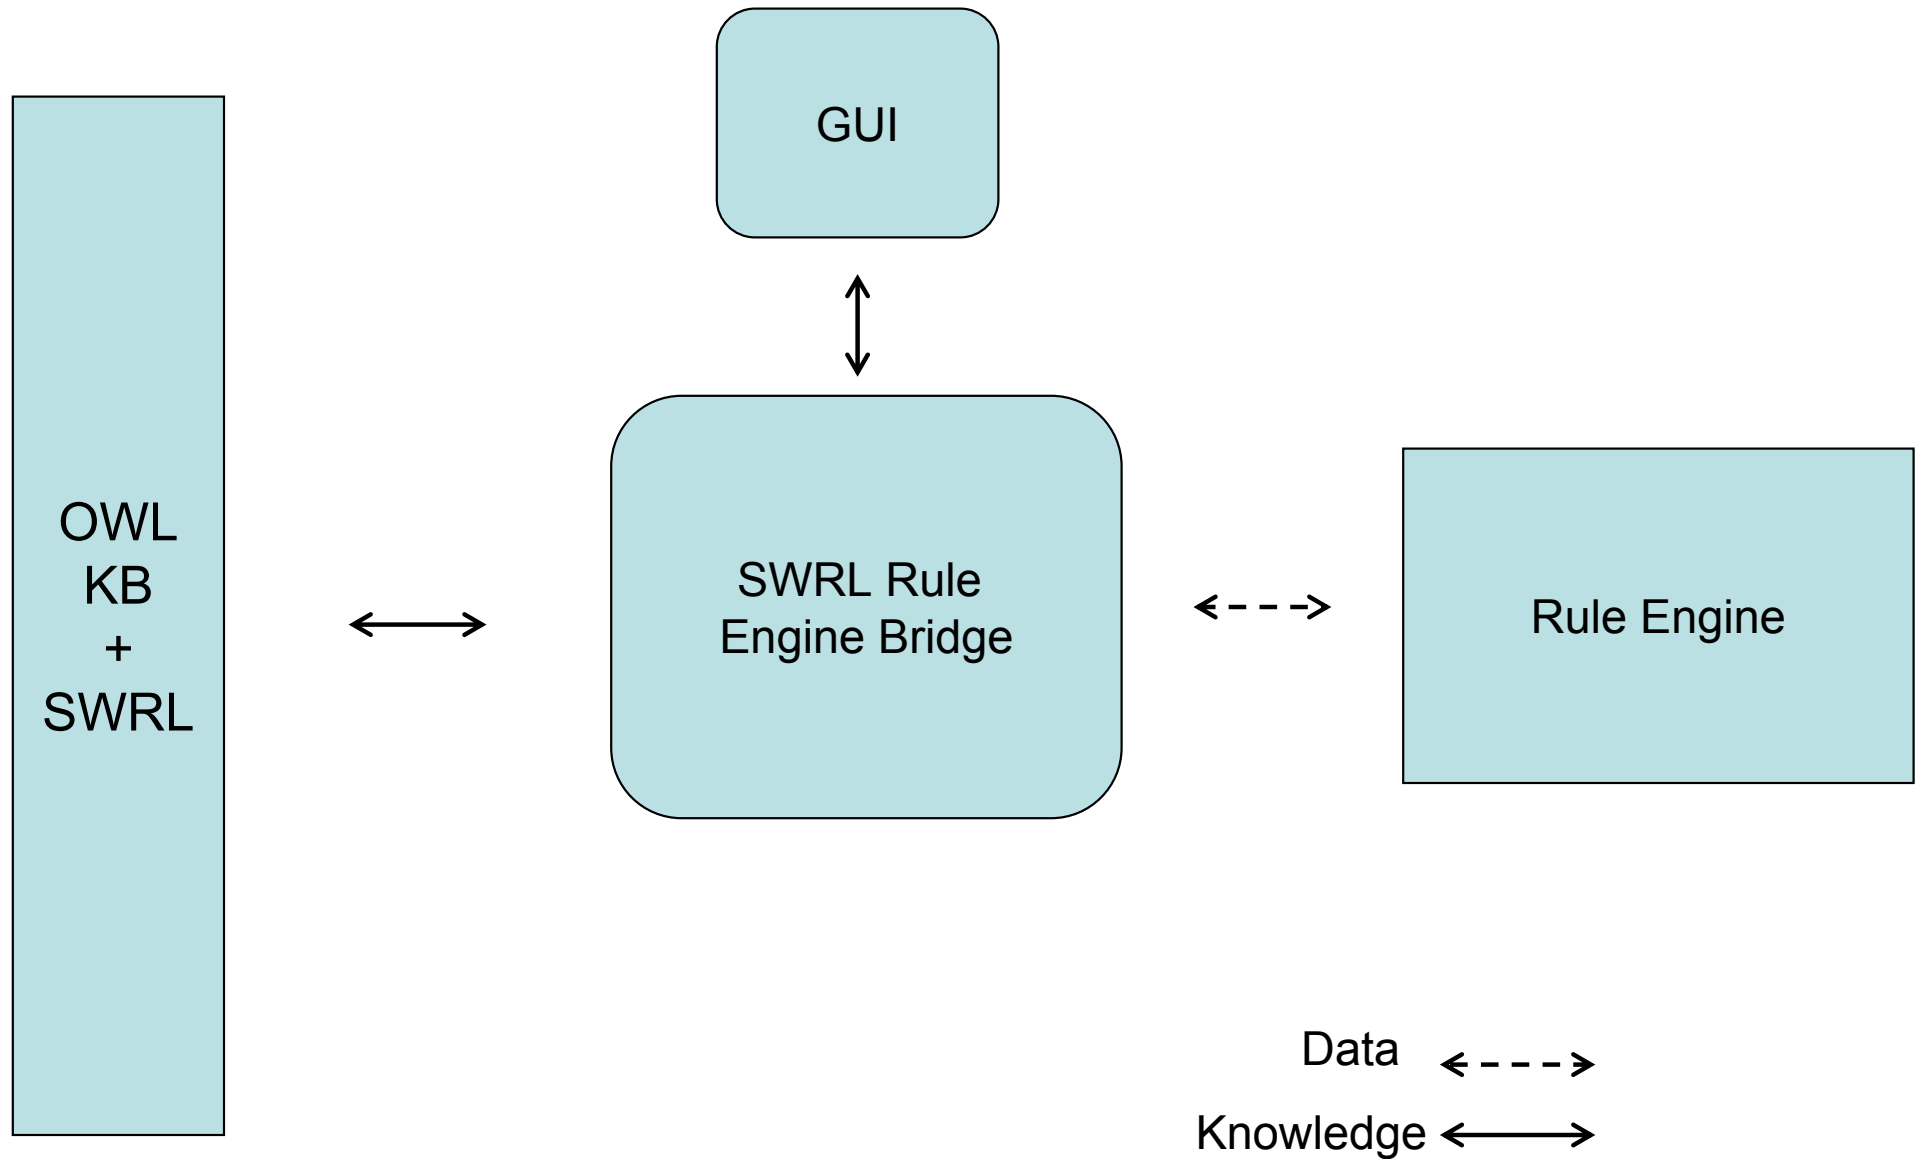 GUI
OWL
KB
+
SWRL
SWRL Rule
Engine Bridge
Rule Engine
Data
Knowledge